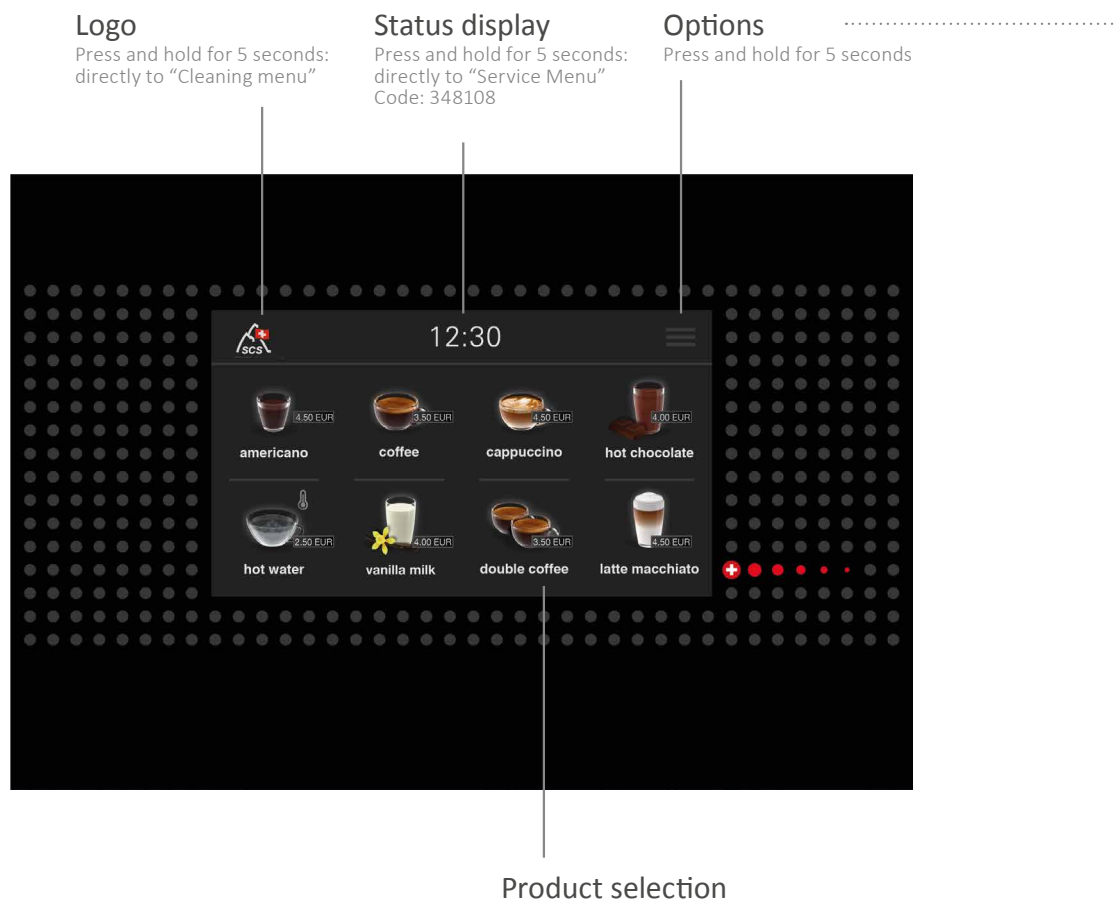 Logo
Press and hold for 5 seconds:
directly to “Cleaning menu”
Status display
Press and hold for 5 seconds:
directly to “Service Menu”
Code: 348108
Options
Press and hold for 5 seconds
scs
12:30
4.50 EUR
3.50 EUR
4.50 EUR
4.00 EUR
americano
coffee
cappuccino
hot chocolate
2.50 EUR
4.00 EUR
3.50 EUR
4.50 EUR
hot water
vanilla milk
double coffee
latte macchiato
Product selection